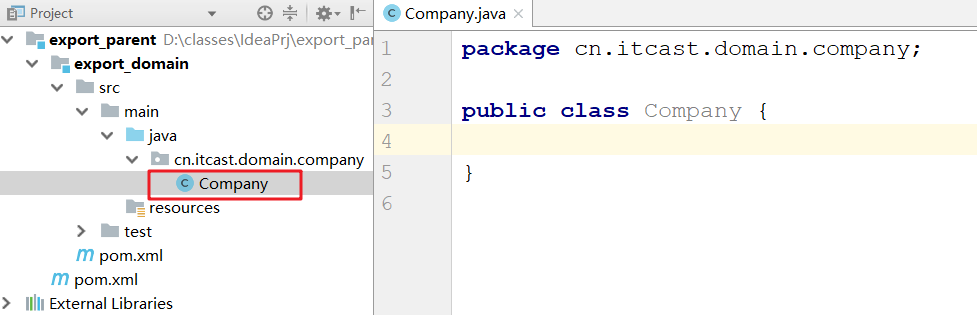 Project
export_parent D:\classes\IdeaPrj\export_pa
export_domain
src
main
java
cn.itcast.domain.company
Company
resources
test
pom.xml
pom.xml
External Libraries
Company.java
1 package cn.itcast.domain.company;
2
3 public class Company {
4
5 }
6